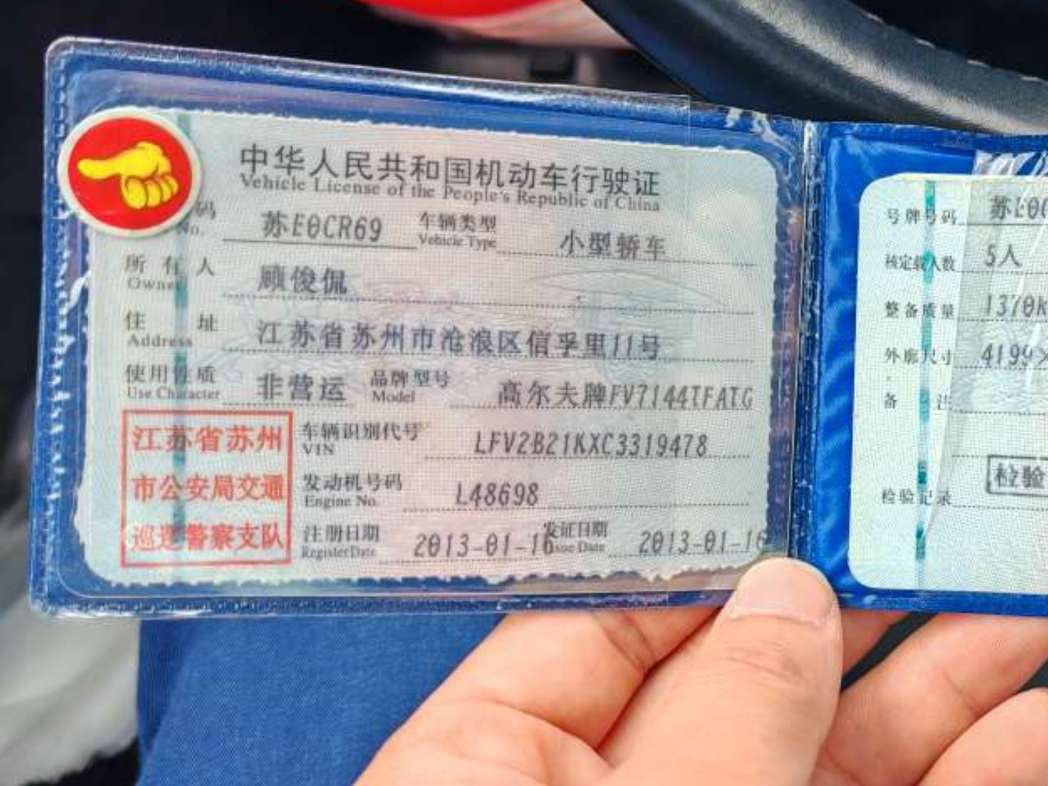 中华人民共和国机动车行驶证
Vehicle License of the People's Republic of China
码 苏E0CR69 车辆类型 小型轿车
No. Vehicle Type
所有人 顾俊侃
Owner
住址 江苏省苏州市沧浪区信孚里11号
Address
使用性质 非营运 品牌型号 高尔夫牌FV7144TFATG
Use Character Model
江苏省苏州
市公安局交通
巡逻警察支队
车辆识别代号 LFV2B21KXC3319478
VIN
发动机号码 L48698
Engine No.
注册日期 2013-01-16 发证日期 2013-01-16
Register Date Issue Date
号牌号码 苏E0C
核定载人数 5人
整备质量 1370k
外廓尺寸 4199×
备注
检验记录 检验